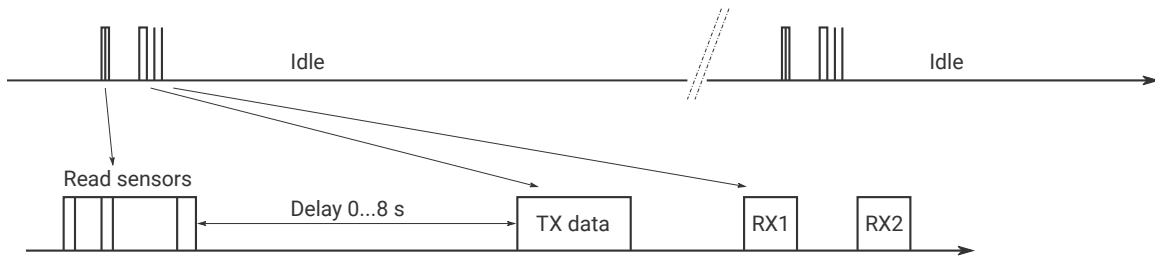 Idle
Idle
Read sensors
Delay 0...8 s
TX data
RX1
RX2